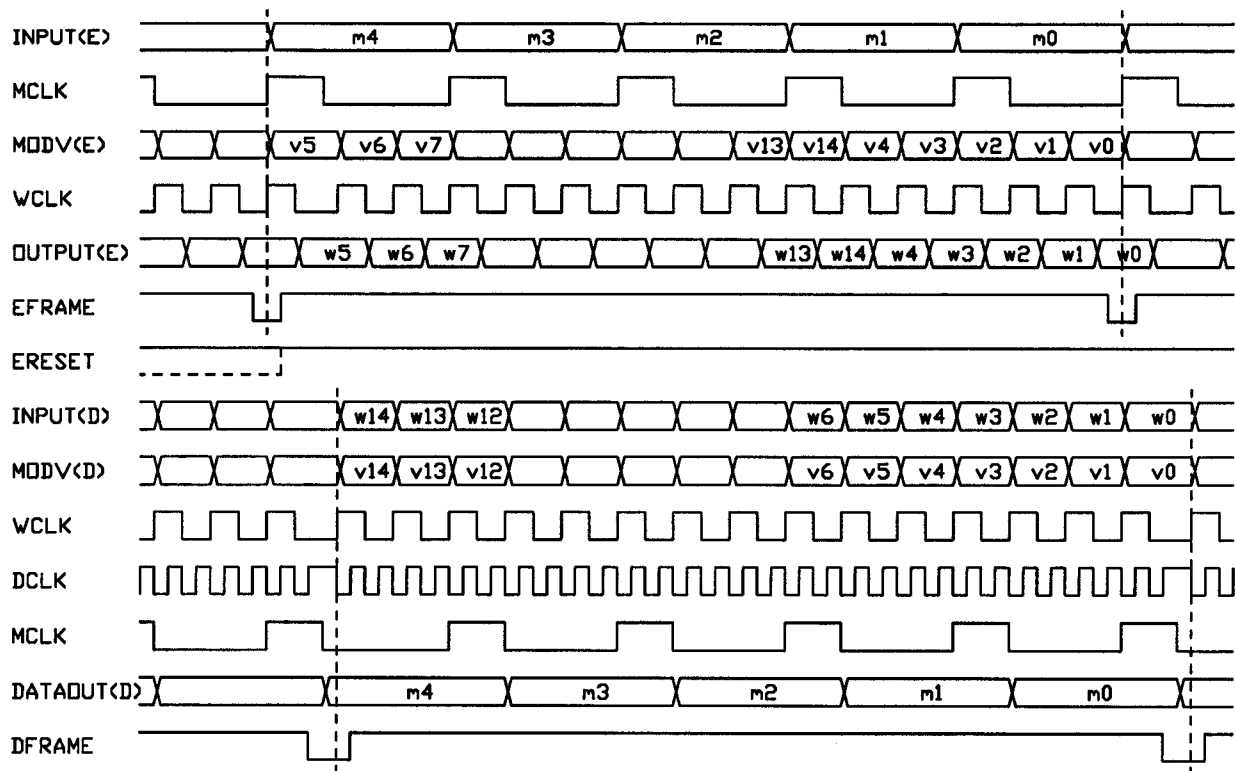 INPUT(E) m4 m3 m2 m1 m0
MCLK
MODV(E) v5 v6 v7 v13 v14 v4 v3 v2 v1 v0
WCLK
OUTPUT(E) w5 w6 w7 w13 w14 w4 w3 w2 w1 w0
EFRAME
ERESET
INPUT(D) w14 w13 w12 w6 w5 w4 w3 w2 w1 w0
MODV(D) v14 v13 v12 v6 v5 v4 v3 v2 v1 v0
WCLK
DCLK
MCLK
DATAOUT(D) m4 m3 m2 m1 m0
DFRAME